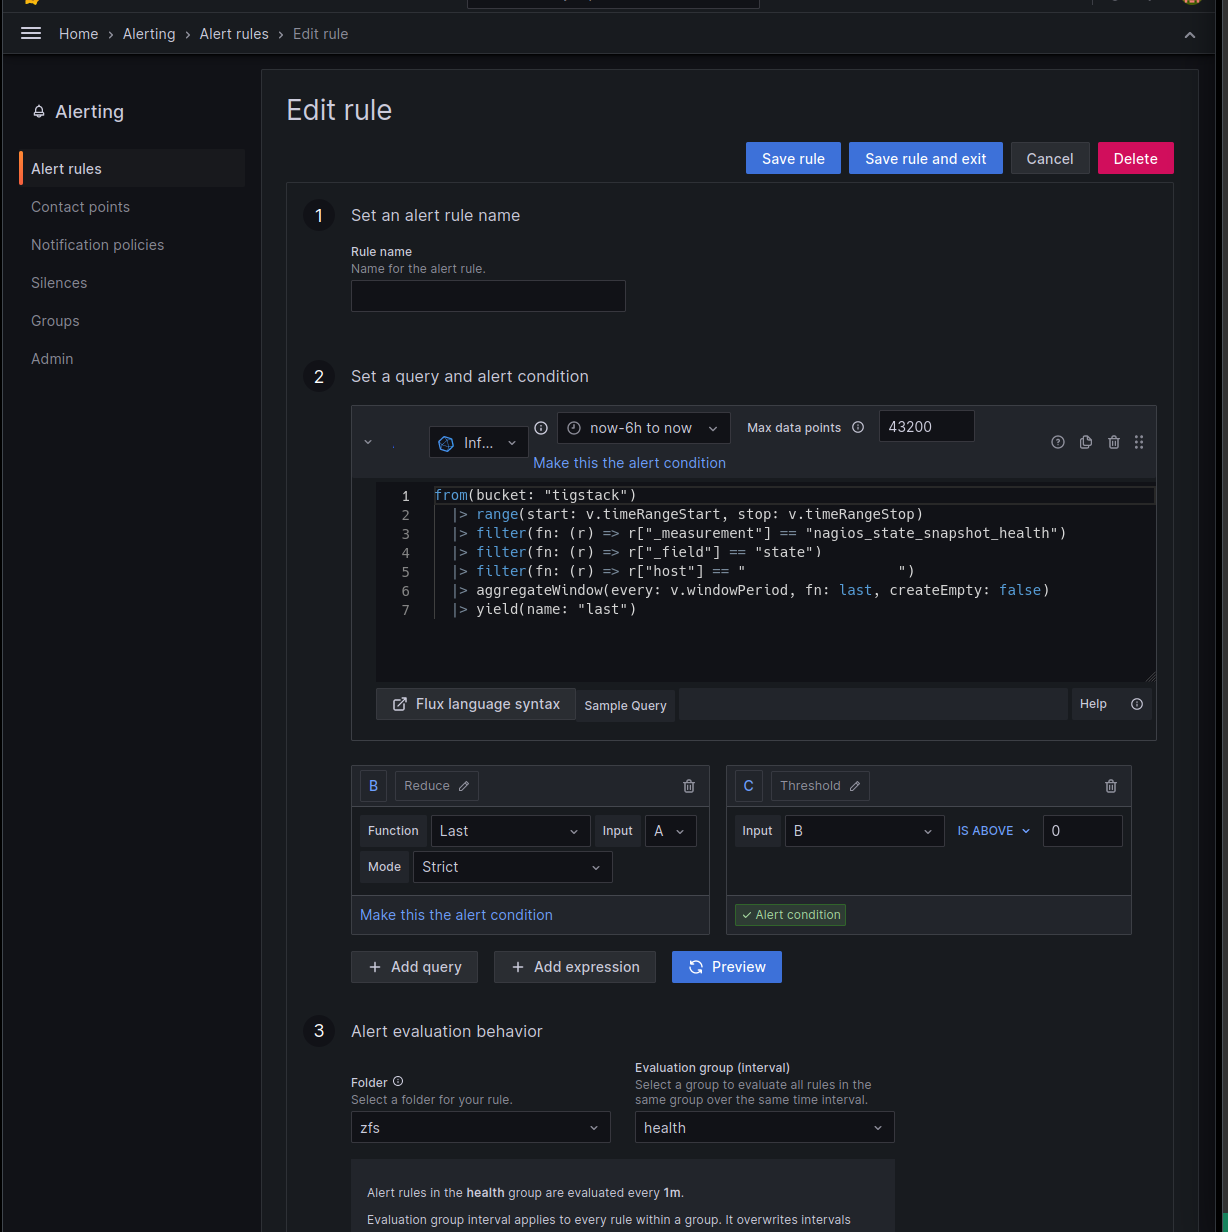 Home › Alerting › Alert rules › Edit rule
Alerting
Alert rules
Contact points
Notification policies
Silences
Groups
Admin
Edit rule
Save rule Save rule and exit Cancel Delete
1 Set an alert rule name
Rule name
Name for the alert rule.
2 Set a query and alert condition
Inf... now-6h to now Max data points 43200
Make this the alert condition
1 from(bucket: "tigstack")
2 |> range(start: v.timeRangeStart, stop: v.timeRangeStop)
3 |> filter(fn: (r) => r["_measurement"] == "nagios_state_snapshot_health")
4 |> filter(fn: (r) => r["_field"] == "state")
5 |> filter(fn: (r) => r["host"] == "                  ")
6 |> aggregateWindow(every: v.windowPeriod, fn: last, createEmpty: false)
7 |> yield(name: "last")
Flux language syntax Sample Query Help
B Reduce
Function Last Input A
Mode Strict
Make this the alert condition
C Threshold
Input B IS ABOVE 0
Alert condition
+ Add query + Add expression Preview
3 Alert evaluation behavior
Folder
Select a folder for your rule.
zfs
Evaluation group (interval)
Select a group to evaluate all rules in the
same group over the same time interval.
health
Alert rules in the health group are evaluated every 1m.
Evaluation group interval applies to every rule within a group. It overwrites intervals